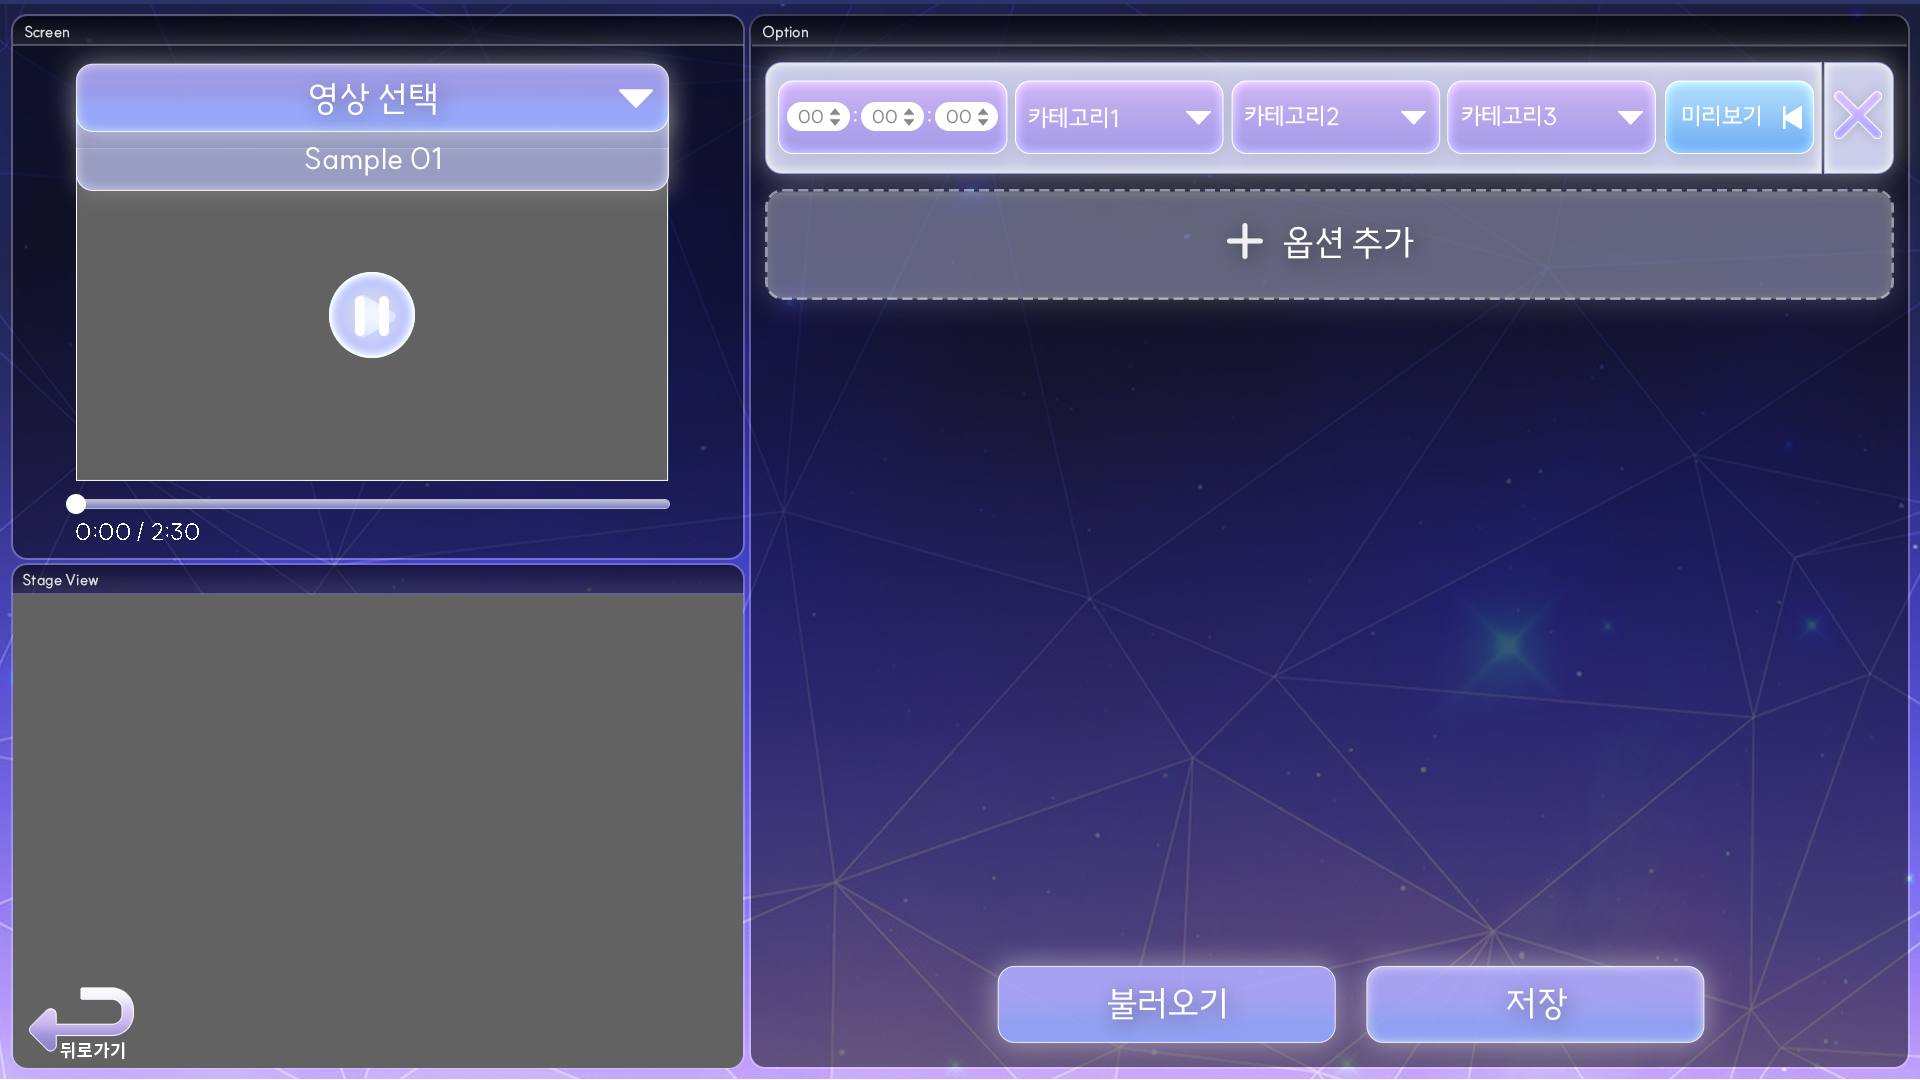 Screen
영상 선택
Sample 01
0:00 / 2:30
Stage View
뒤로가기
Option
00 : 00 : 00 카테고리1 카테고리2 카테고리3 미리보기
옵션 추가
불러오기 저장